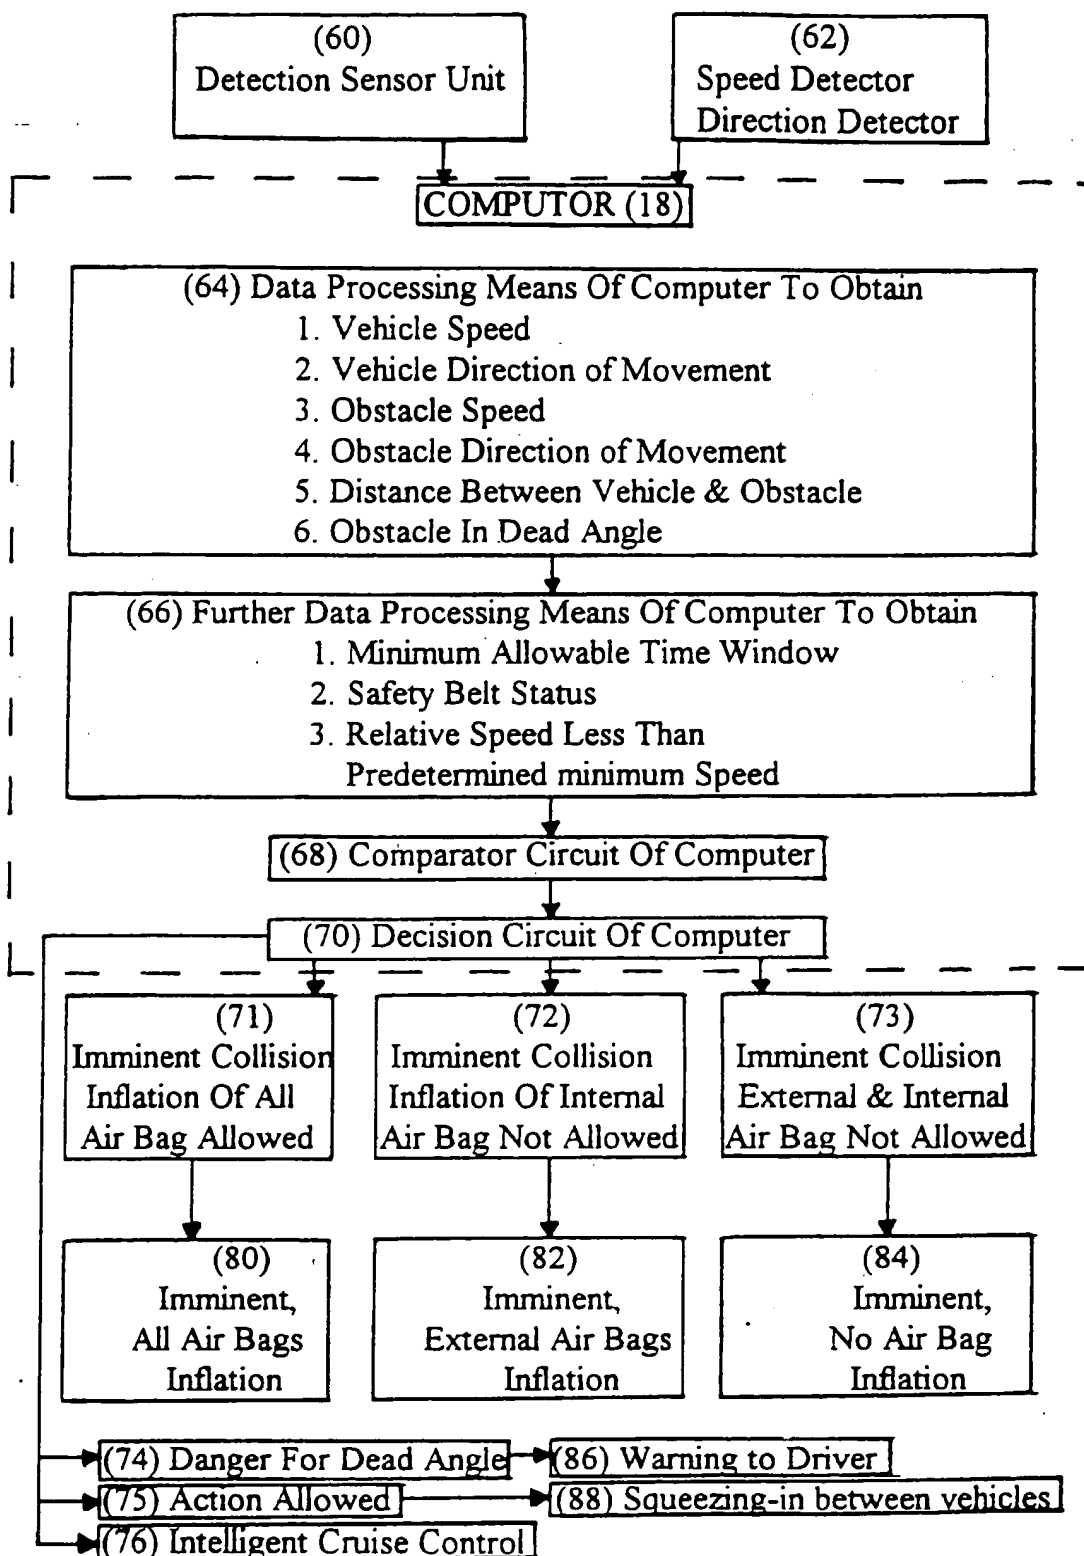 (60)
Detection Sensor Unit
(62)
Speed Detector
Direction Detector
COMPUTOR (18)
(64) Data Processing Means Of Computer To Obtain
1. Vehicle Speed
2. Vehicle Direction of Movement
3. Obstacle Speed
4. Obstacle Direction of Movement
5. Distance Between Vehicle & Obstacle
6. Obstacle In Dead Angle
(66) Further Data Processing Means Of Computer To Obtain
1. Minimum Allowable Time Window
2. Safety Belt Status
3. Relative Speed Less Than
Predetermined minimum Speed
(68) Comparator Circuit Of Computer
(70) Decision Circuit Of Computer
(71)
Imminent Collision
Inflation Of All
Air Bag Allowed
(72)
Imminent Collision
Inflation Of Internal
Air Bag Not Allowed
(73)
Imminent Collision
External & Internal
Air Bag Not Allowed
(80)
Imminent,
All Air Bags
Inflation
(82)
Imminent,
External Air Bags
Inflation
(84)
Imminent,
No Air Bag
Inflation
(74) Danger For Dead Angle
(86) Warning to Driver
(75) Action Allowed
(88) Squeezing-in between vehicles
(76) Intelligent Cruise Control